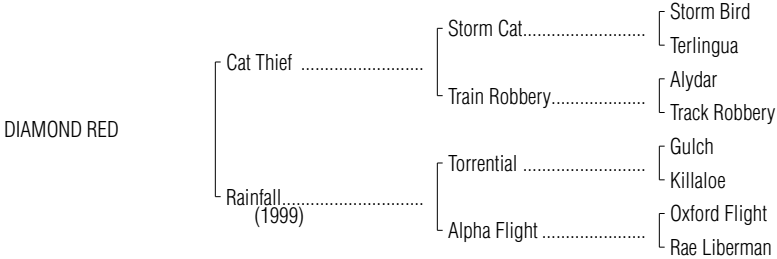 Storm Bird
Storm Cat..........................
Terlingua
Cat Thief ..........................
Alydar
Train Robbery....................
Track Robbery
DIAMOND RED
Gulch
Torrential ..........................
Killaloe
Rainfall..............................
(1999)
Oxford Flight
Alpha Flight ......................
Rae Liberman